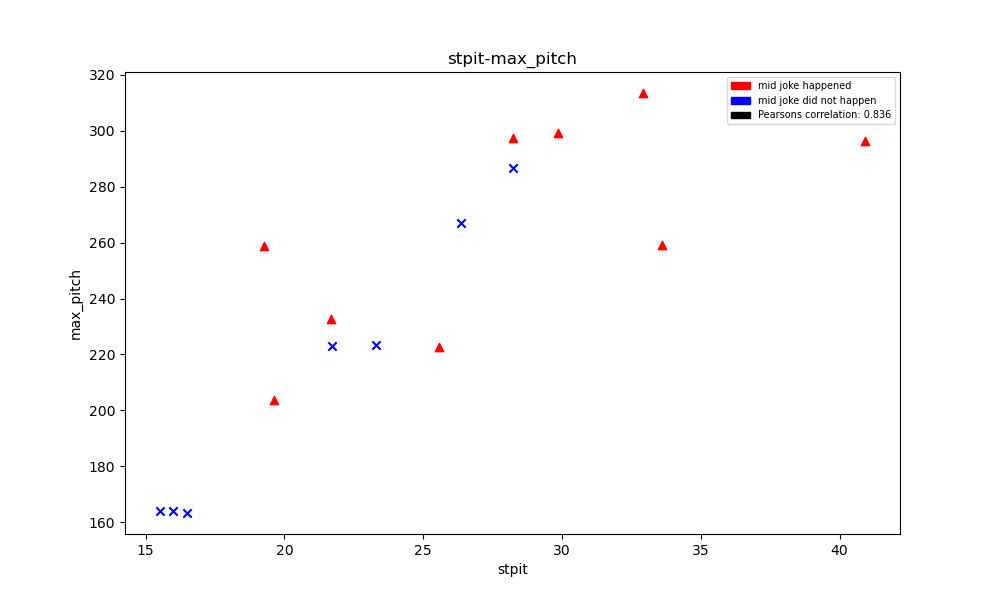 stpit-max_pitch
320
300
280
260
240
220
200
180
160
max_pitch
mid joke happened
mid joke did not happen
Pearsons correlation: 0.836
15
20
25
30
35
40
stpit